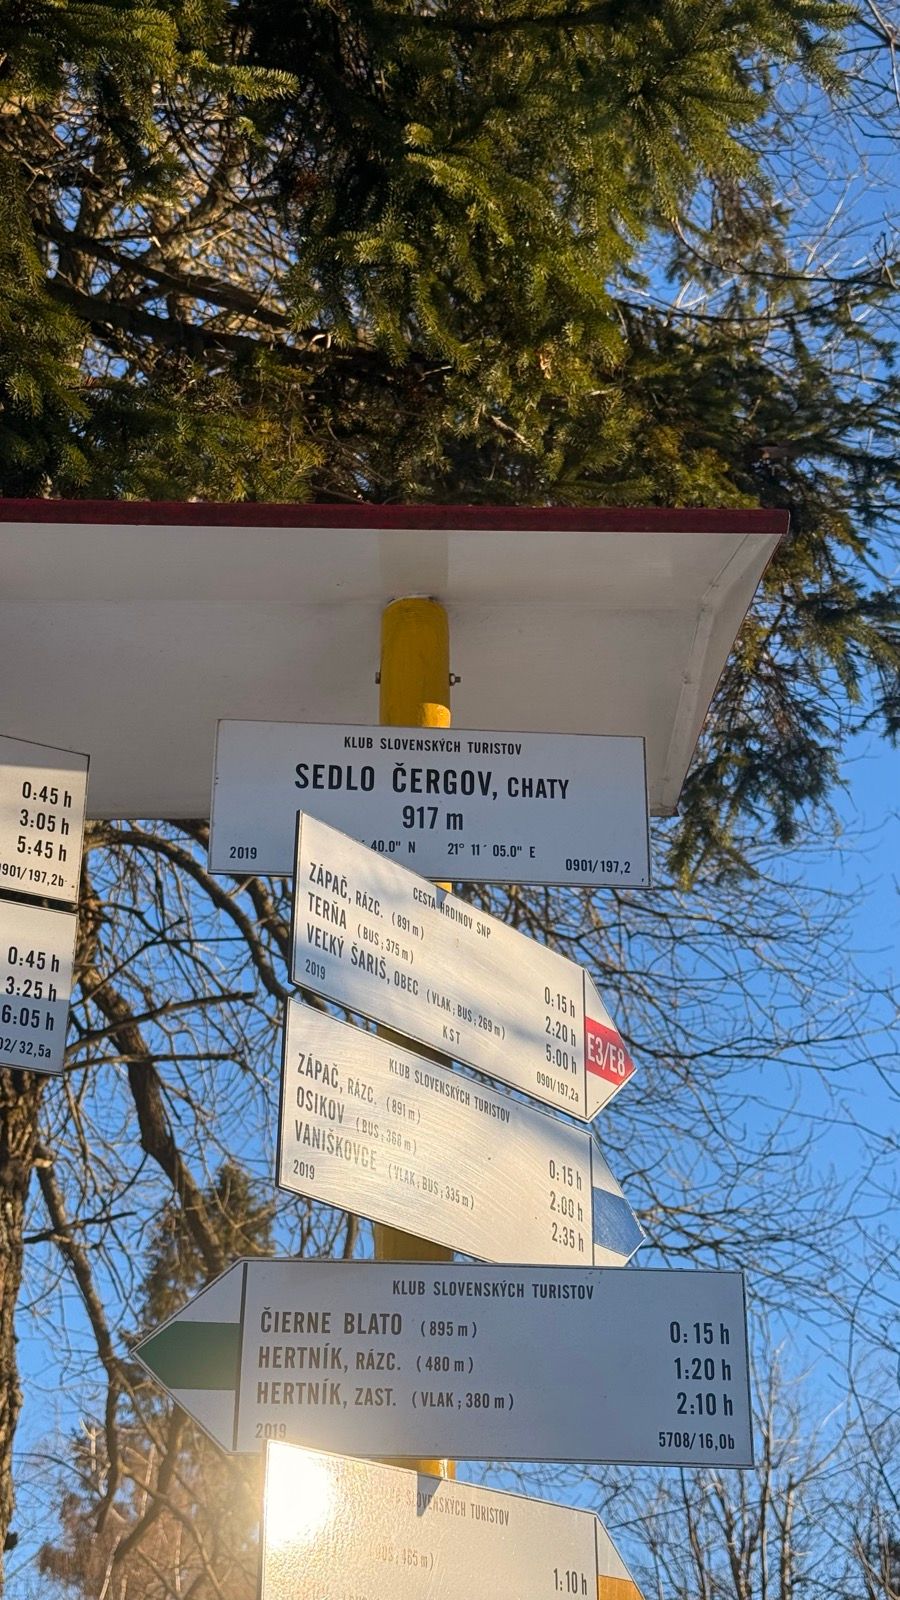 0:45 h
3:05 h
5:45 h
0901/197,2b
0:45 h
3:25 h
6:05 h
02/32,5a
KLUB SLOVENSKÝCH TURISTOV
SEDLO ČERGOV, CHATY
917 m
40.0" N 21° 11´ 05.0" E
2019 0901/197,2
CESTA HRDINOV SNP
ZÁPAČ, RÁZC. (891 m) 0:15 h
TERŇA (BUS ; 375 m) 2:20 h
VEĽKÝ ŠARIŠ, OBEC (VLAK, BUS ; 269 m) 5:00 h
2019 KST 0901/197,2a
E3/E8
KLUB SLOVENSKÝCH TURISTOV
ZÁPAČ, RÁZC. (891 m) 0:15 h
OSIKOV (BUS ; 368 m) 2:00 h
VANIŠKOVCE (VLAK, BUS ; 335 m) 2:35 h
2019
KLUB SLOVENSKÝCH TURISTOV
ČIERNE BLATO (895 m) 0:15 h
HERTNÍK, RÁZC. (480 m) 1:20 h
HERTNÍK, ZAST. (VLAK ; 380 m) 2:10 h
2019 5708/16,0b
SLOVENSKÝCH TURISTOV
1:10 h